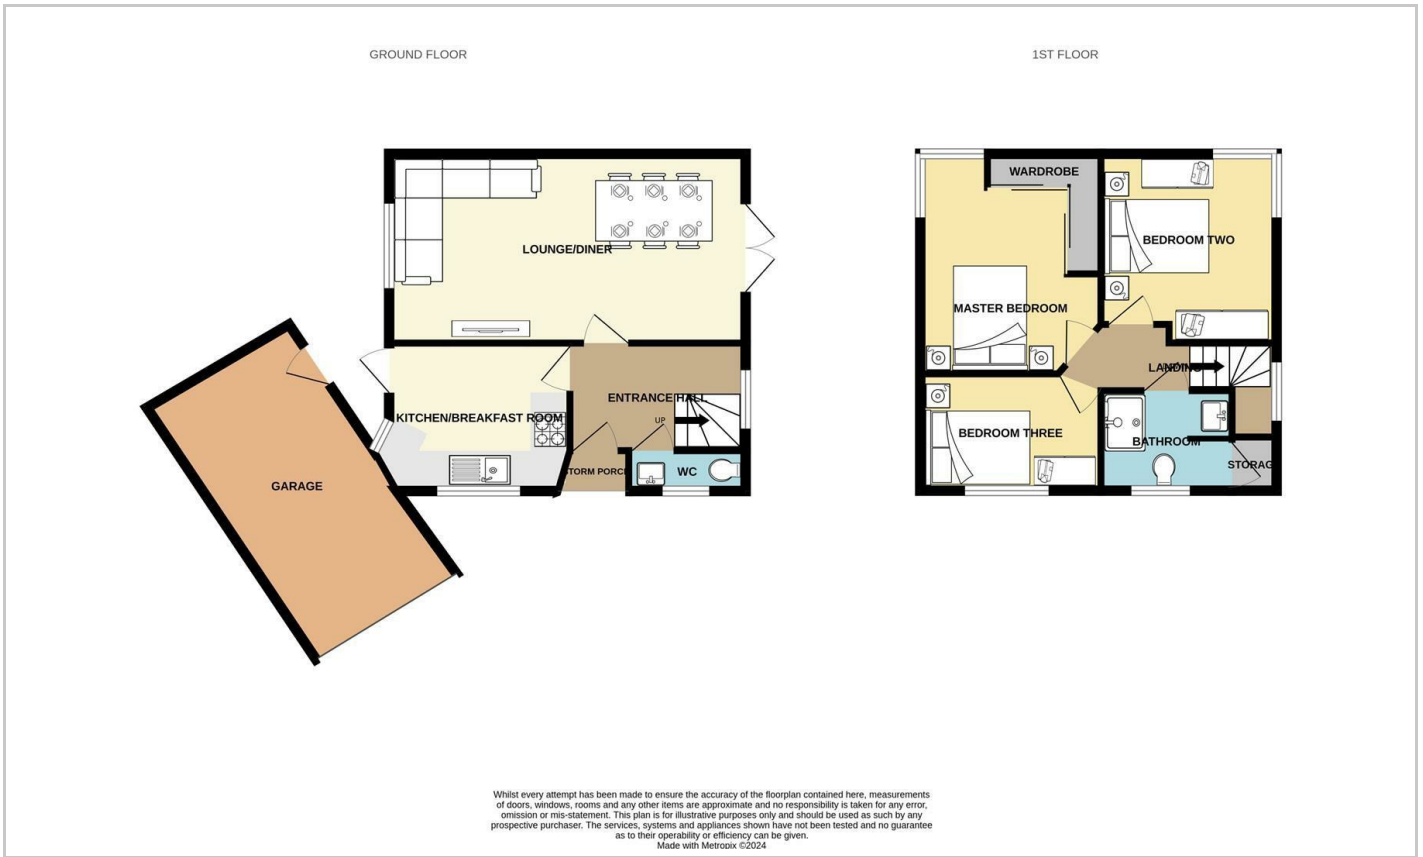 GROUND FLOOR
1ST FLOOR
LOUNGE/DINER
KITCHEN/BREAKFAST ROOM
ENTRANCE HALL
UP
STORM PORCH
WC
GARAGE
WARDROBE
BEDROOM TWO
MASTER BEDROOM
LANDING
BEDROOM THREE
BATHROOM
STORAG
Whilst every attempt has been made to ensure the accuracy of the floorplan contained here, measurements
of doors, windows, rooms and any other items are approximate and no responsibility is taken for any error,
omission or mis-statement. This plan is for illustrative purposes only and should be used as such by any
prospective purchaser. The services, systems and appliances shown have not been tested and no guarantee
as to their operability or efficiency can be given.
Made with Metropix ©2024